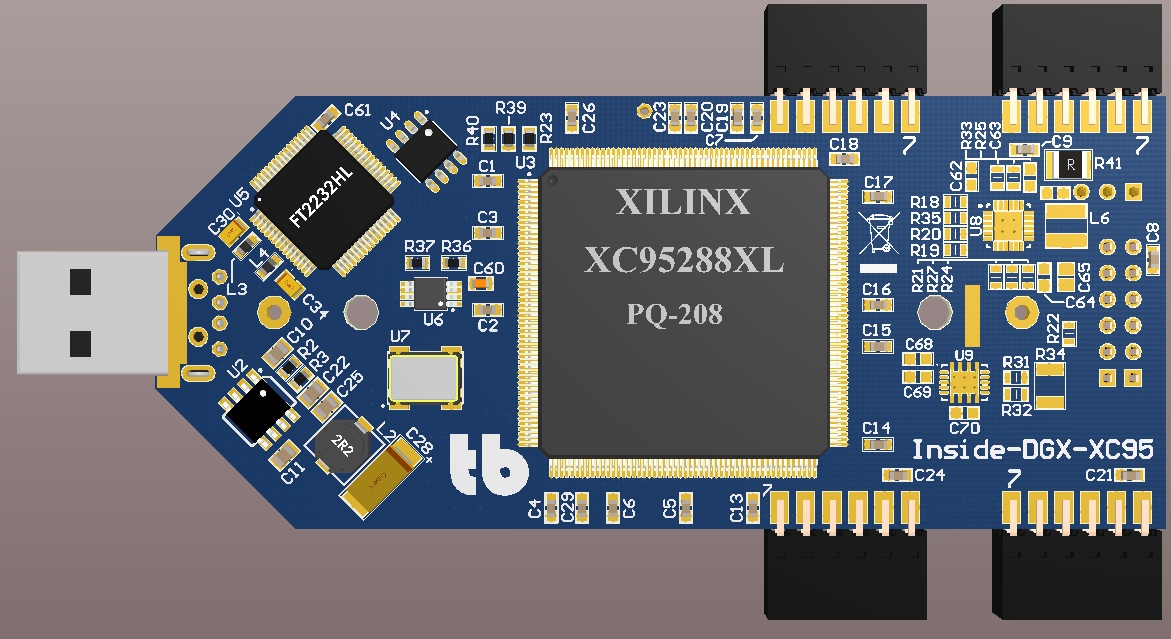 C61
U4
R39
R40
R23
C26
C23
C20
C19
C7
7
7
C18
R33
R25
C63
C9
R41
R
U5
FT2232HL
U3
C1
C17
C62
XILINX
R18
R35
R20
R19
U8
L6
C30
L4
L3
C34
C3
R37
R36
XC95288XL
C8
C60
R21
R27
R24
C65
C64
U6
C2
PQ-208
C16
C15
R22
C10
R2
R3
C22
C25
U2
U7
C68
C69
U9
R31
R34
R32
C70
C11
2R2
L2
C28
+
tb
C14
Inside-DGX-XC95
C24
7
C21
C4
C29
C6
C5
C13
7